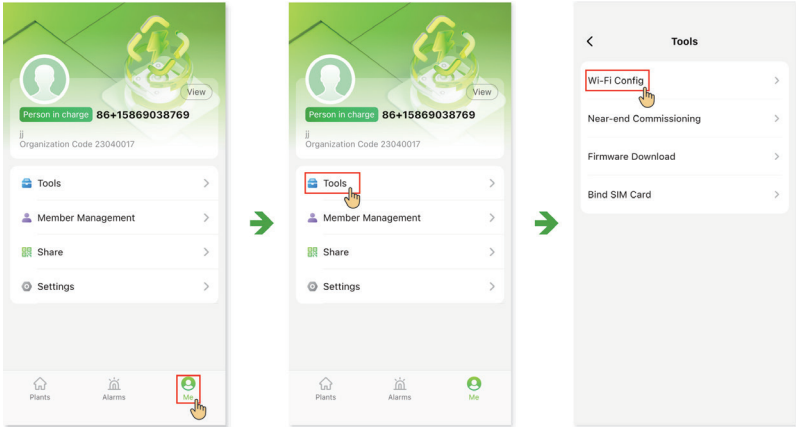 View
Person in charge 86+15869038769
jj
Organization Code 23040017
Tools
Member Management
Share
Settings
Plants Alarms Me
View
Person in charge 86+15869038769
jj
Organization Code 23040017
Tools
Member Management
Share
Settings
Plants Alarms Me
Tools
Wi-Fi Config
Near-end Commissioning
Firmware Download
Bind SIM Card